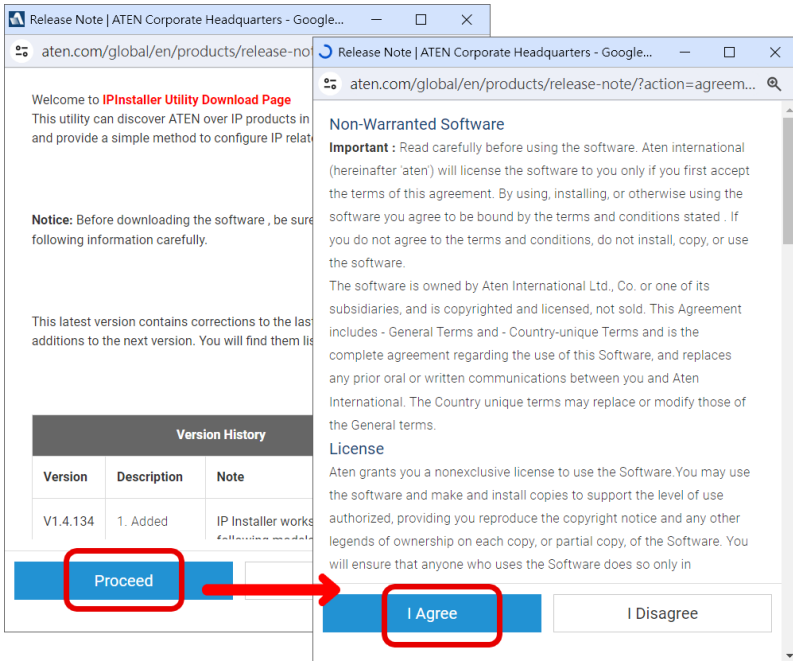 Release Note | ATEN Corporate Headquarters - Google...
aten.com/global/en/products/release-not
Welcome to IPInstaller Utility Download Page
This utility can discover ATEN over IP products in
and provide a simple method to configure IP relat
Notice: Before downloading the software , be sure
following information carefully.
This latest version contains corrections to the las
additions to the next version. You will find them lis
Version History
Version Description Note
V1.4.134 1. Added IP Installer works
following models
Proceed
Release Note | ATEN Corporate Headquarters - Google...
aten.com/global/en/products/release-note/?action=agreem...
Non-Warranted Software
Important : Read carefully before using the software. Aten international
(hereinafter 'aten') will license the software to you only if you first accept
the terms of this agreement. By using, installing, or otherwise using the
software you agree to be bound by the terms and conditions stated . If
you do not agree to the terms and conditions, do not install, copy, or use
the software.
The software is owned by Aten International Ltd., Co. or one of its
subsidiaries, and is copyrighted and licensed, not sold. This Agreement
includes - General Terms and - Country-unique Terms and is the
complete agreement regarding the use of this Software, and replaces
any prior oral or written communications between you and Aten
International. The Country unique terms may replace or modify those of
the General terms.
License
Aten grants you a nonexclusive license to use the Software.You may use
the software and make and install copies to support the level of use
authorized, providing you reproduce the copyright notice and any other
legends of ownership on each copy, or partial copy, of the Software. You
will ensure that anyone who uses the Software does so only in
I Agree
I Disagree